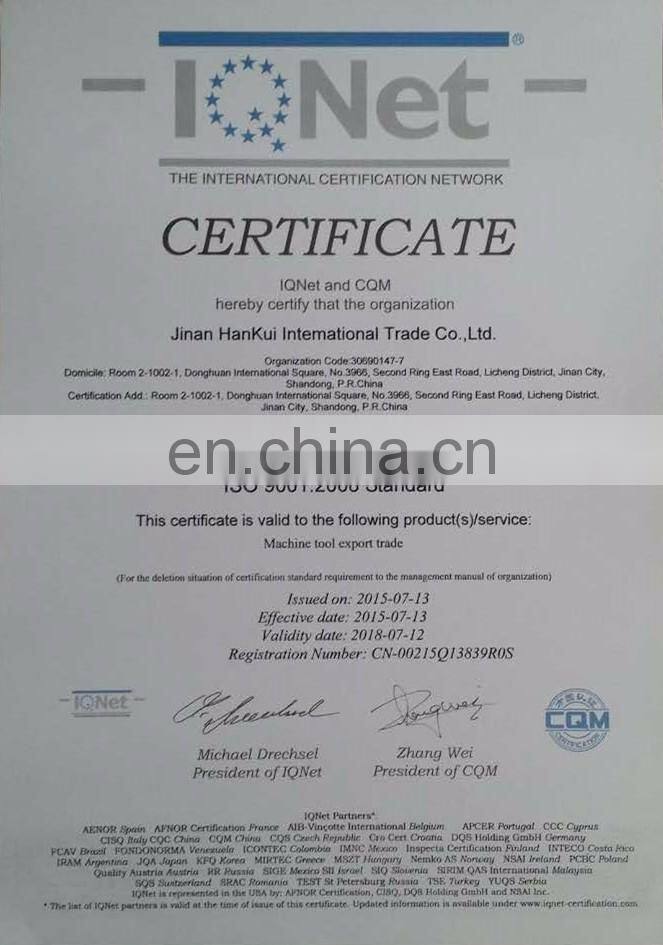 IQNet®
THE INTERNATIONAL CERTIFICATION NETWORK
CERTIFICATE
IQNet and CQM
hereby certify that the organization
Jinan HanKui International Trade Co.,Ltd.
Organization Code:30690147-7
Domicile: Room 2-1002-1, Donghuan International Square, No.3966, Second Ring East Road, Licheng District, Jinan City,
Shandong, P.R.China
Certification Add.: Room 2-1002-1, Donghuan International Square, No.3966, Second Ring East Road, Licheng District,
Jinan City, Shandong, P.R.China
en.china.cn
ISO 9001:2008 Standard
This certificate is valid to the following product(s)/service:
Machine tool export trade
(For the deletion situation of certification standard requirement to the management manual of organization)
Issued on: 2015-07-13
Effective date: 2015-07-13
Validity date: 2018-07-12
Registration Number: CN-00215Q13839R0S
IQNet
CQM
CERTIFICATION
Michael Drechsel
President of IQNet
Zhang Wei
President of CQM
IQNet Partners*:
AENOR Spain AFNOR Certification France AIB-Vinçotte International Belgium APCER Portugal CCC Cyprus
CISQ Italy CQC China CQM China CQS Czech Republic Cro Cert Croatia DQS Holding GmbH Germany
FCAV Brazil FONDONORMA Venezuela ICONTEC Colombia IMNC Mexico Inspecta Certification Finland INTECO Costa Rica
IRAM Argentina JQA Japan KFQ Korea MIRTEC Greece MSZT Hungary Nemko AS Norway NSAI Ireland PCBC Poland
Quality Austria Austria RR Russia SIGE Mexico SII Israel SIQ Slovenia SIRIM QAS International Malaysia
SQS Switzerland SRAC Romania TEST St Petersburg Russia TSE Turkey YUQS Serbia
IQNet is represented in the USA by: AFNOR Certification, CISQ, DQS Holding GmbH and NSAI Inc.
* The list of IQNet partners is valid at the time of issue of this certificate. Updated information is available under www.iqnet-certification.com